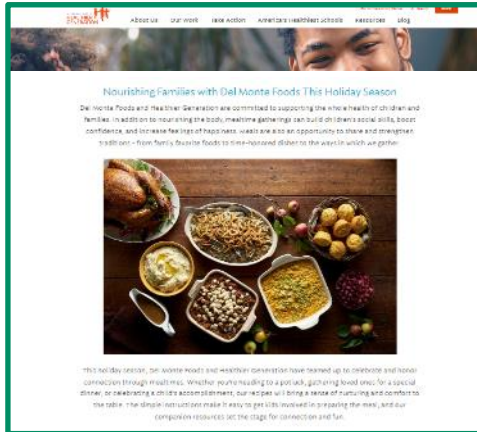 About Us Our Work Take Action America's Healthiest Schools Resources Blog
Nourishing Families with Del Monte Foods This Holiday Season
Del Monte Foods and Healthier Generation are committed to supporting the whole health of children and
families. In addition to nourishing the body, mealtime gatherings can build children's social skills, boost
confidence, and increase feelings of happiness. Meals are also an opportunity to share and strengthen
traditions – from family favorite foods to time-honored dishes to the ways in which we gather.
This holiday season, Del Monte Foods and Healthier Generation have teamed up to celebrate and honor
connection through mealtimes. Whether you're heading to a potluck, gathering loved ones for a special
dinner, or celebrating a child's accomplishment, our recipes will bring a sense of nurturing and comfort to
the table. The simple instructions make it easy to get kids involved in preparing the meal, and our
companion resources set the stage for connection and fun.